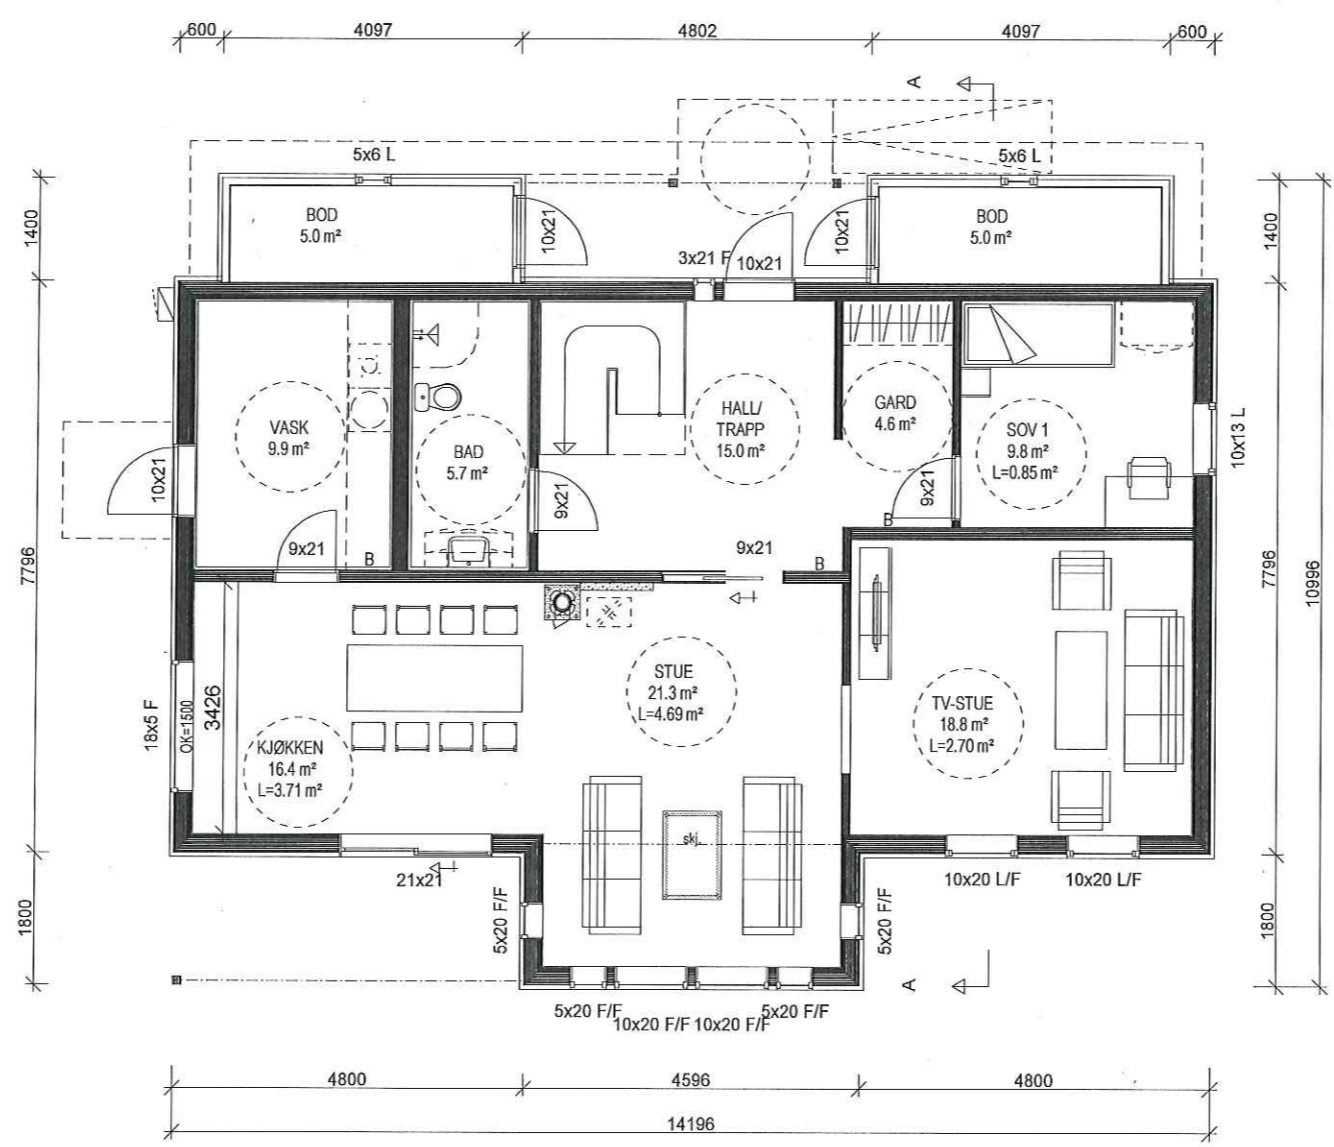 600
4097
4802
4097
600
A
5x6 L
5x6 L
1400
BOD
5.0 m²
10x21
10x21
BOD
5.0 m²
1400
3x21 F
10x21
VASK
9.9 m²
BAD
5.7 m²
HALL/
TRAPP
15.0 m²
GARD
4.6 m²
SOV 1
9.8 m²
L=0.85 m²
10x13 L
10x21
9x21
9x21
B
7796
9x21
B
9x21
B
7796
10996
18x5 F
OK=1500
3426
KJØKKEN
16.4 m²
L=3.71 m²
STUE
21.3 m²
L=4.69 m²
TV-STUE
18.8 m²
L=2.70 m²
skj.
21x21
10x20 L/F
10x20 L/F
1800
5x20 F/F
5x20 F/F
1800
A
5x20 F/F
10x20 F/F
10x20 F/F
5x20 F/F
4800
4596
4800
14196